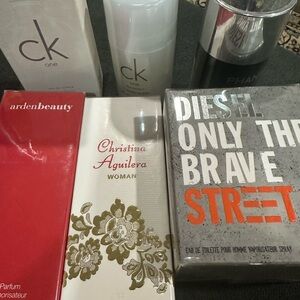 ck
one
ck
PHAN
ardenbeauty
Parfum
Christina
Aguilera
WOMAN
DIESEL
ONLY THE
BRAVE
STREET
EAU DE TOILETTE POUR HOMME VAPORISATEUR SPRAY